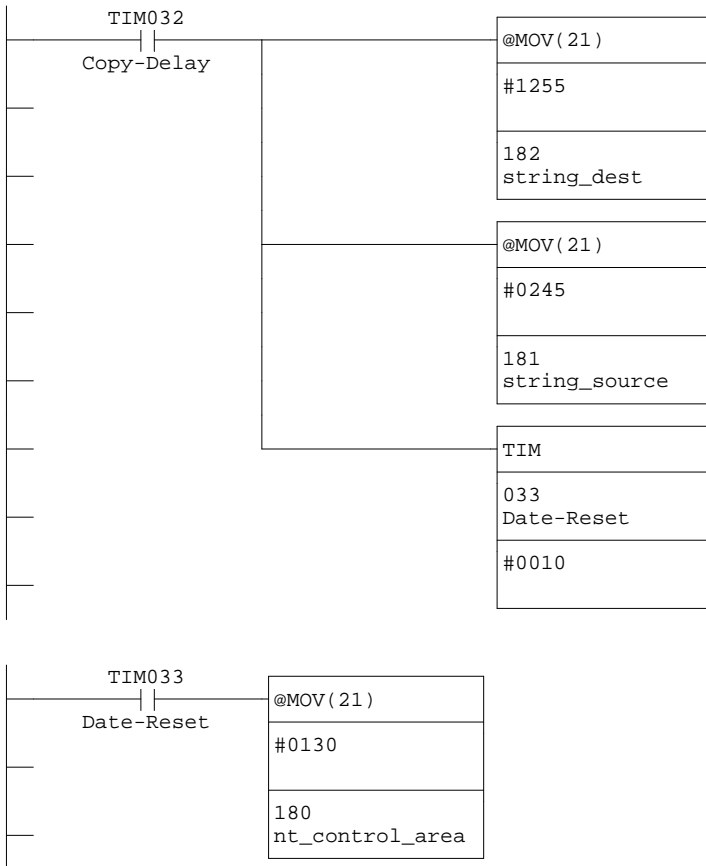 TIM032
Copy-Delay
@MOV(21)
#1255
182
string_dest
@MOV(21)
#0245
181
string_source
TIM
033
Date-Reset
#0010
TIM033
Date-Reset
@MOV(21)
#0130
180
nt_control_area